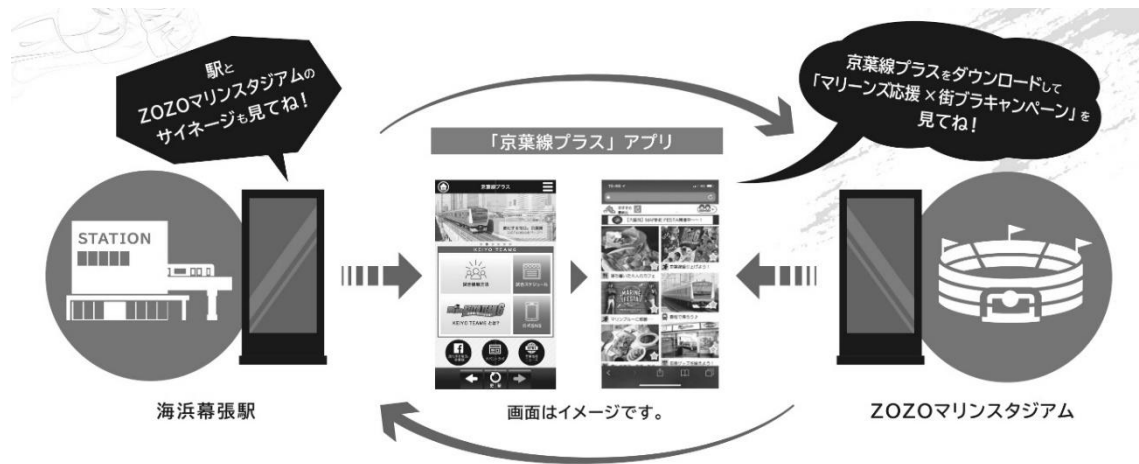 駅と
ZOZOマリンスタジアムの
サイネージも見てね！
京葉線プラスをダウンロードして
「マリーンズ応援×街ブラキャンペーン」を
見てね！
「京葉線プラス」アプリ
STATION
京葉線プラス
KEIYO TEAMS
KEIYO TEAMS とは?
MARINE
FESTA
海浜幕張駅
画面はイメージです。
ZOZOマリンスタジアム